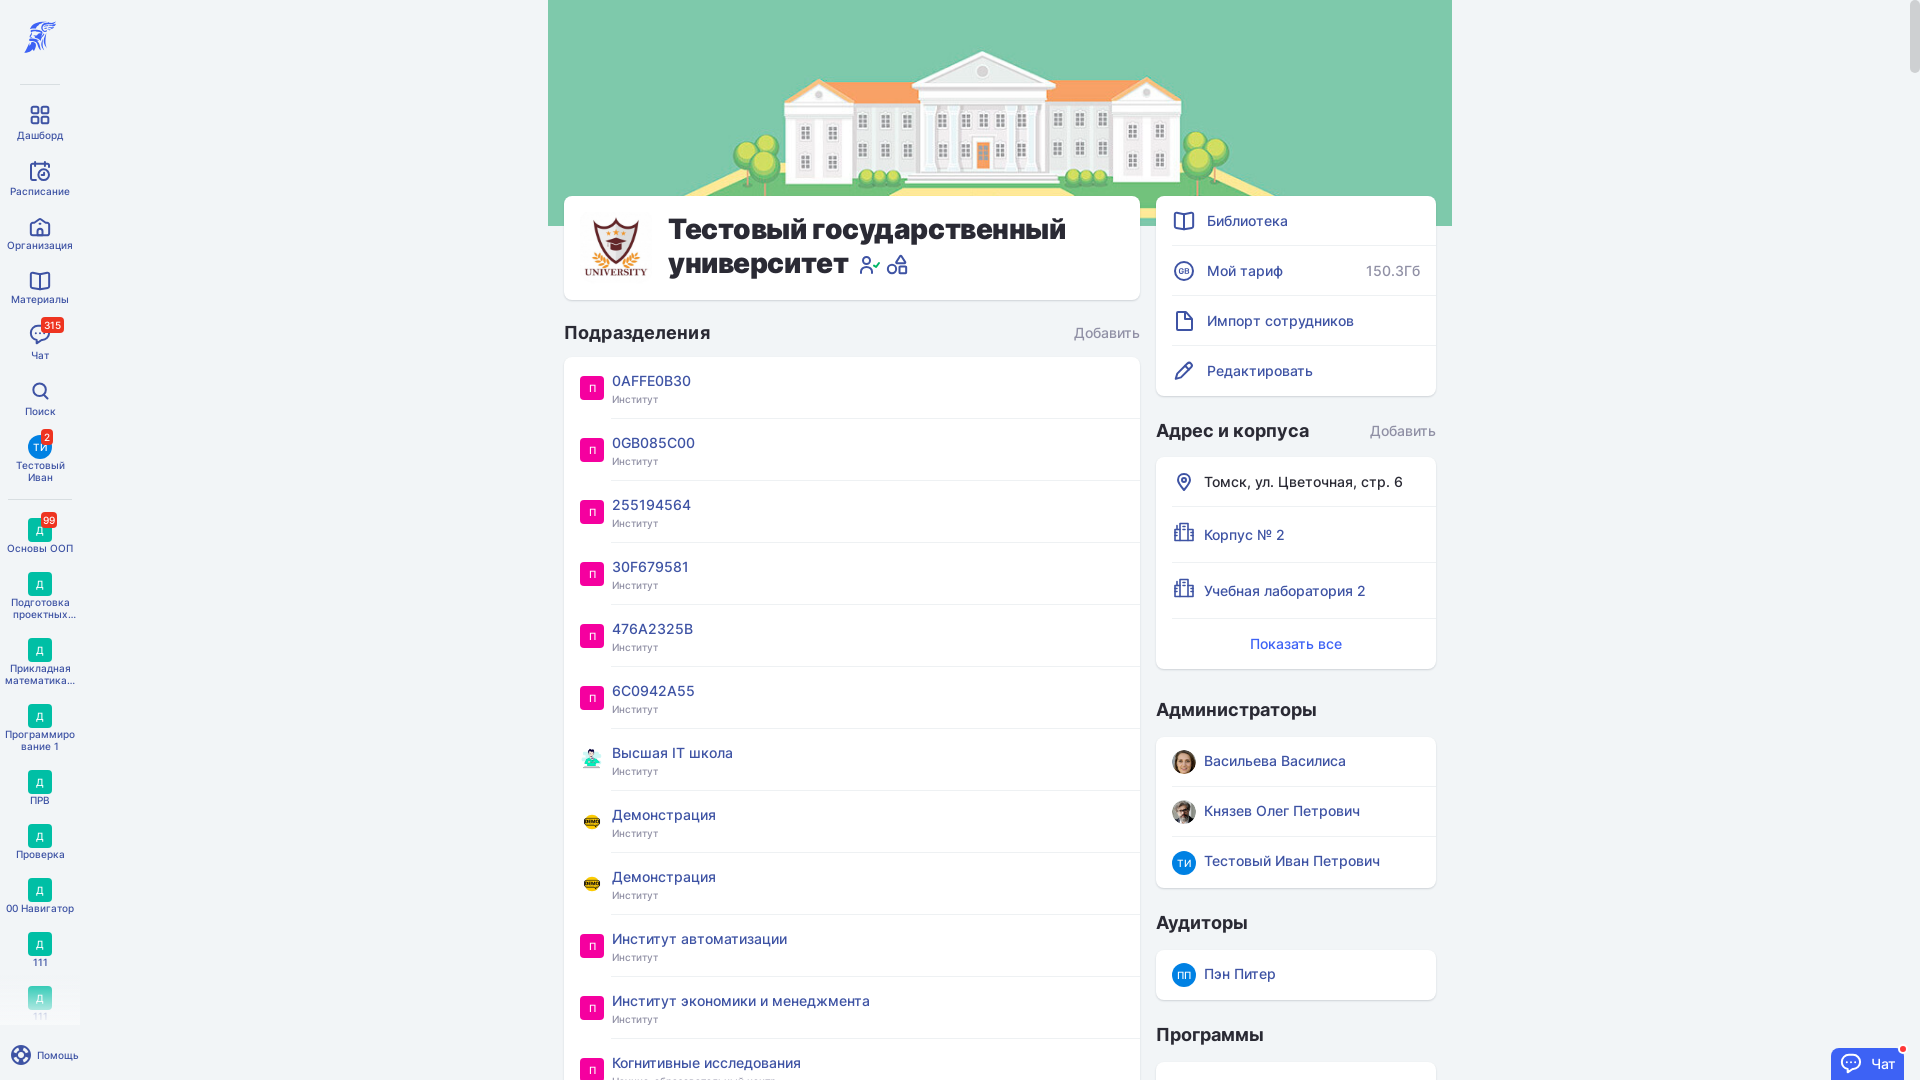 Дашборд
Расписание
Организация
Материалы
315
Чат
Поиск
2
ТИ
Тестовый
Иван
99
Д
Основы ООП
Д
Подготовка
проектных...
Д
Прикладная
математика...
Д
Программиро
вание 1
Д
ПРВ
Д
Проверка
Д
00 Навигатор
Д
111
Д
111
Помощь
UNIVERSITY
Тестовый государственный
университет
Подразделения
Добавить
П
0AFFE0B30
Институт
П
0GB085C00
Институт
П
255194564
Институт
П
30F679581
Институт
П
476A2325B
Институт
П
6C0942A55
Институт
Высшая IT школа
Институт
DEMO
Демонстрация
Институт
DEMO
Демонстрация
Институт
П
Институт автоматизации
Институт
П
Институт экономики и менеджмента
Институт
П
Когнитивные исследования
Библиотека
GB
Мой тариф
150.3Гб
Импорт сотрудников
Редактировать
Адрес и корпуса
Добавить
Томск, ул. Цветочная, стр. 6
Корпус № 2
Учебная лаборатория 2
Показать все
Администраторы
Васильева Василиса
Князев Олег Петрович
ТИ
Тестовый Иван Петрович
Аудиторы
ПП
Пэн Питер
Программы
Чат